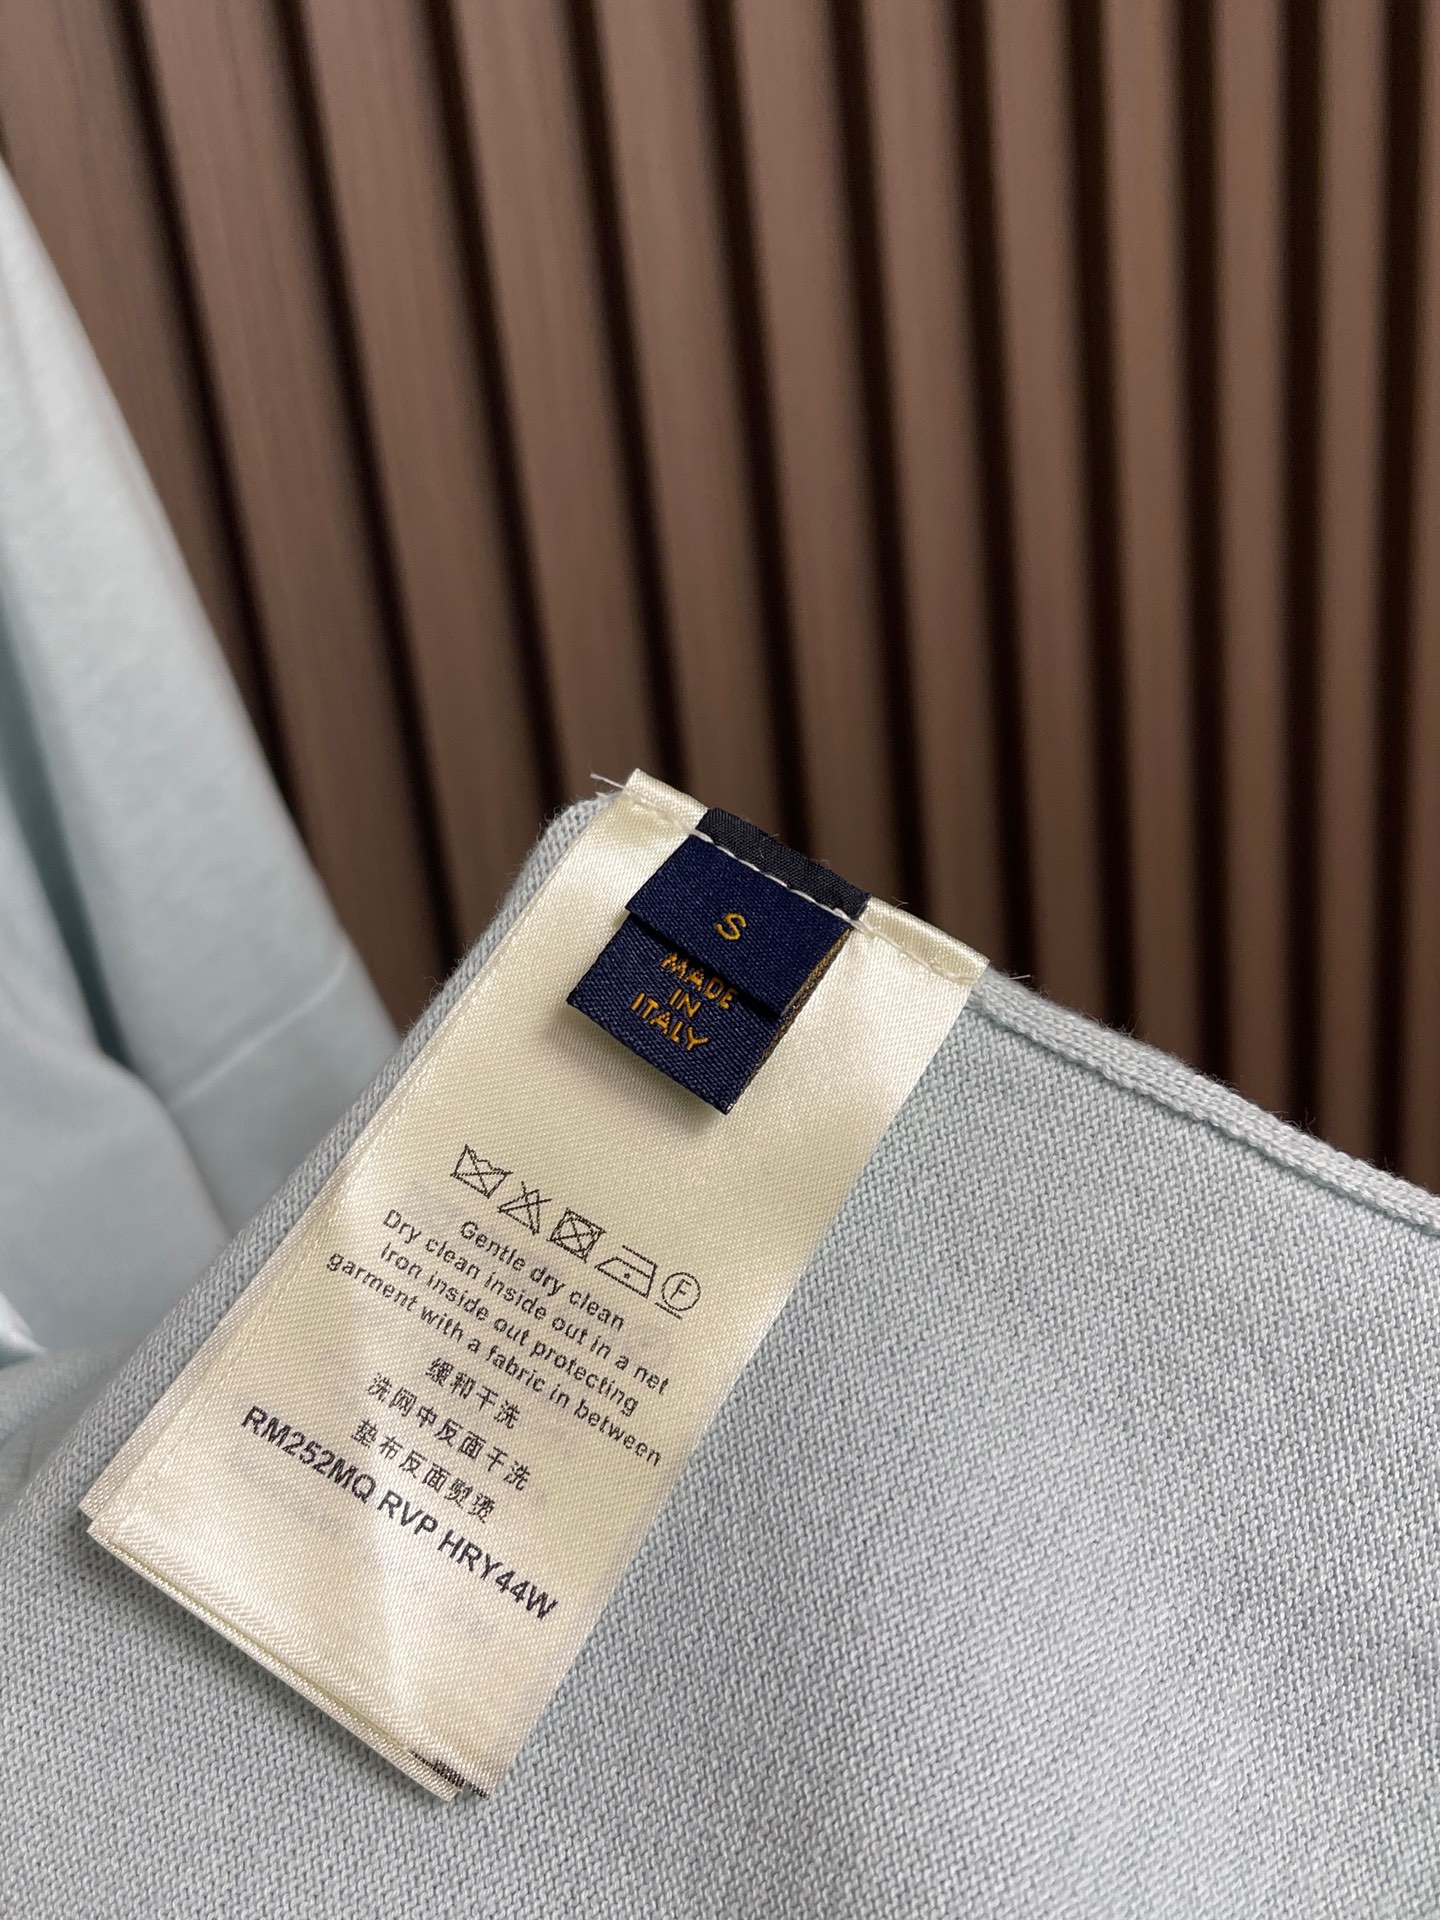 S
MADE
IN
ITALY
F
Gentle dry clean
Dry clean inside out in a net
Iron inside out protecting
garment with a fabric in between
缓和干洗
洗网中反面干洗
垫布反面熨烫
RM252MQ RVP HRY44W